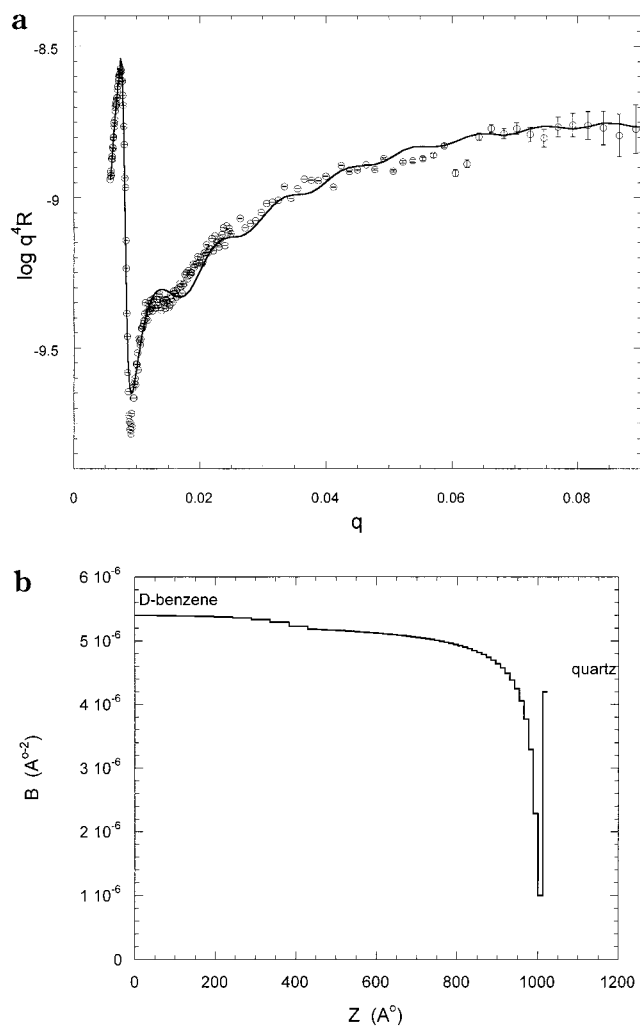 a
-8.5
-9
-9.5
log q⁴R
0 0.02 0.04 0.06 0.08
q
b
6 10⁻⁶
5 10⁻⁶
4 10⁻⁶
3 10⁻⁶
2 10⁻⁶
1 10⁻⁶
0
D-benzene
quartz
B (A°⁻²)
0 200 400 600 800 1000 1200
Z (A°)